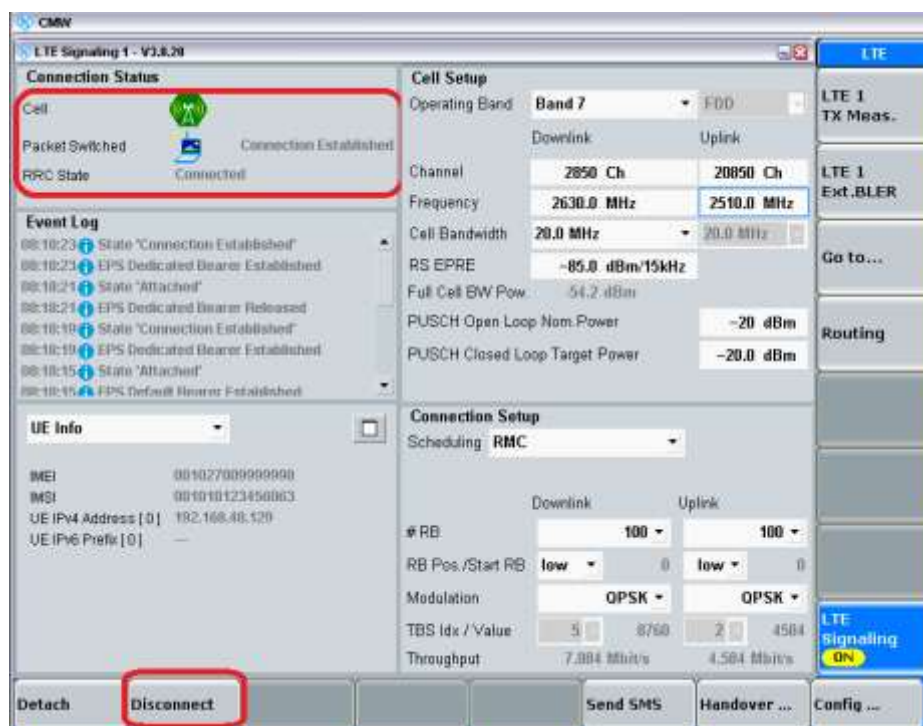 CMW
LTE Signaling 1 - V3.0.20
LTE
Connection Status
Cell
Packet Switched Connection Established
RRC State Connected
Event Log
08:10:23 State "Connection Established"
08:10:23 EPS Dedicated Bearer Established
08:10:21 State "Attached"
08:10:21 EPS Dedicated Bearer Released
08:10:19 State "Connection Established"
08:10:19 EPS Dedicated Bearer Established
08:10:15 State "Attached"
08:10:15 EPS Default Bearer Established
UE Info
IMEI
IMSI
UE IPv4 Address [0] 192.168.48.129
UE IPv6 Prefix [0] ---
Cell Setup
Operating Band Band 7 FDD
Downlink Uplink
Channel 2850 Ch 20850 Ch
Frequency 2630.0 MHz 2510.0 MHz
Cell Bandwidth 20.0 MHz 20.0 MHz
RS EPRE -85.0 dBm/15kHz
Full Cell BW Pow. -54.2 dBm
PUSCH Open Loop Nom.Power -20 dBm
PUSCH Closed Loop Target Power -20.0 dBm
Connection Setup
Scheduling RMC
Downlink Uplink
# RB 100 100
RB Pos./Start RB low 0 low 0
Modulation QPSK QPSK
TBS Idx / Value 5 8760 2 4584
Throughput 7.884 Mbit/s 4.584 Mbit/s
LTE 1
TX Meas.
LTE 1
Ext.BLER
Go to...
Routing
LTE
Signaling
ON
Detach
Disconnect
Send SMS
Handover ...
Config ...